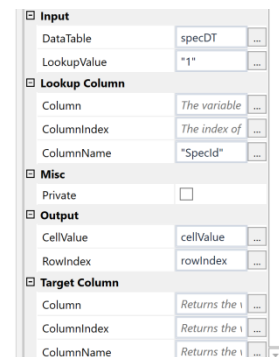 Input
DataTable specDT ...
LookupValue "1" ...
Lookup Column
Column The variable ...
ColumnIndex The index of ...
ColumnName "SpecId" ...
Misc
Private
Output
CellValue cellValue ...
RowIndex rowIndex ...
Target Column
Column Returns the v ...
ColumnIndex Returns the v ...
ColumnName Returns the v ...